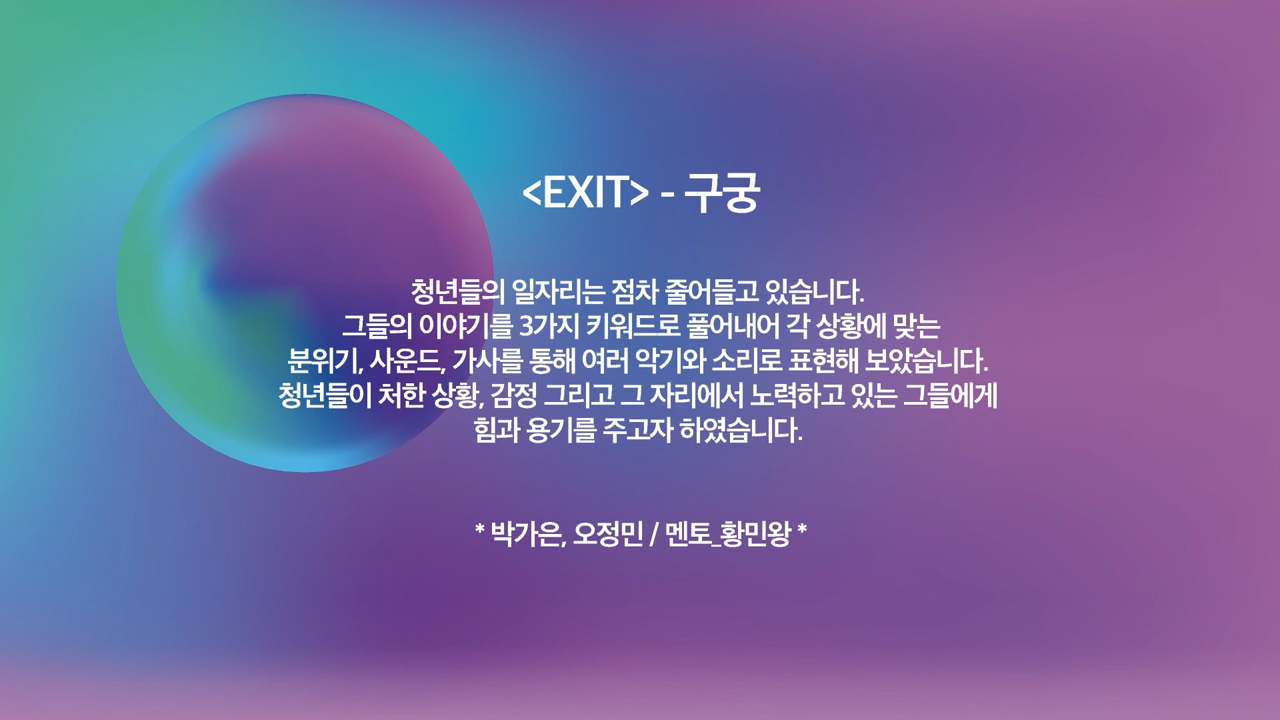 <EXIT> - 구궁
청년들의 일자리는 점차 줄어들고 있습니다.
그들의 이야기를 3가지 키워드로 풀어내어 각 상황에 맞는
분위기, 사운드, 가사를 통해 여러 악기와 소리로 표현해 보았습니다.
청년들이 처한 상황, 감정 그리고 그 자리에서 노력하고 있는 그들에게
힘과 용기를 주고자 하였습니다.
* 박가은, 오정민 / 멘토_황민왕 *